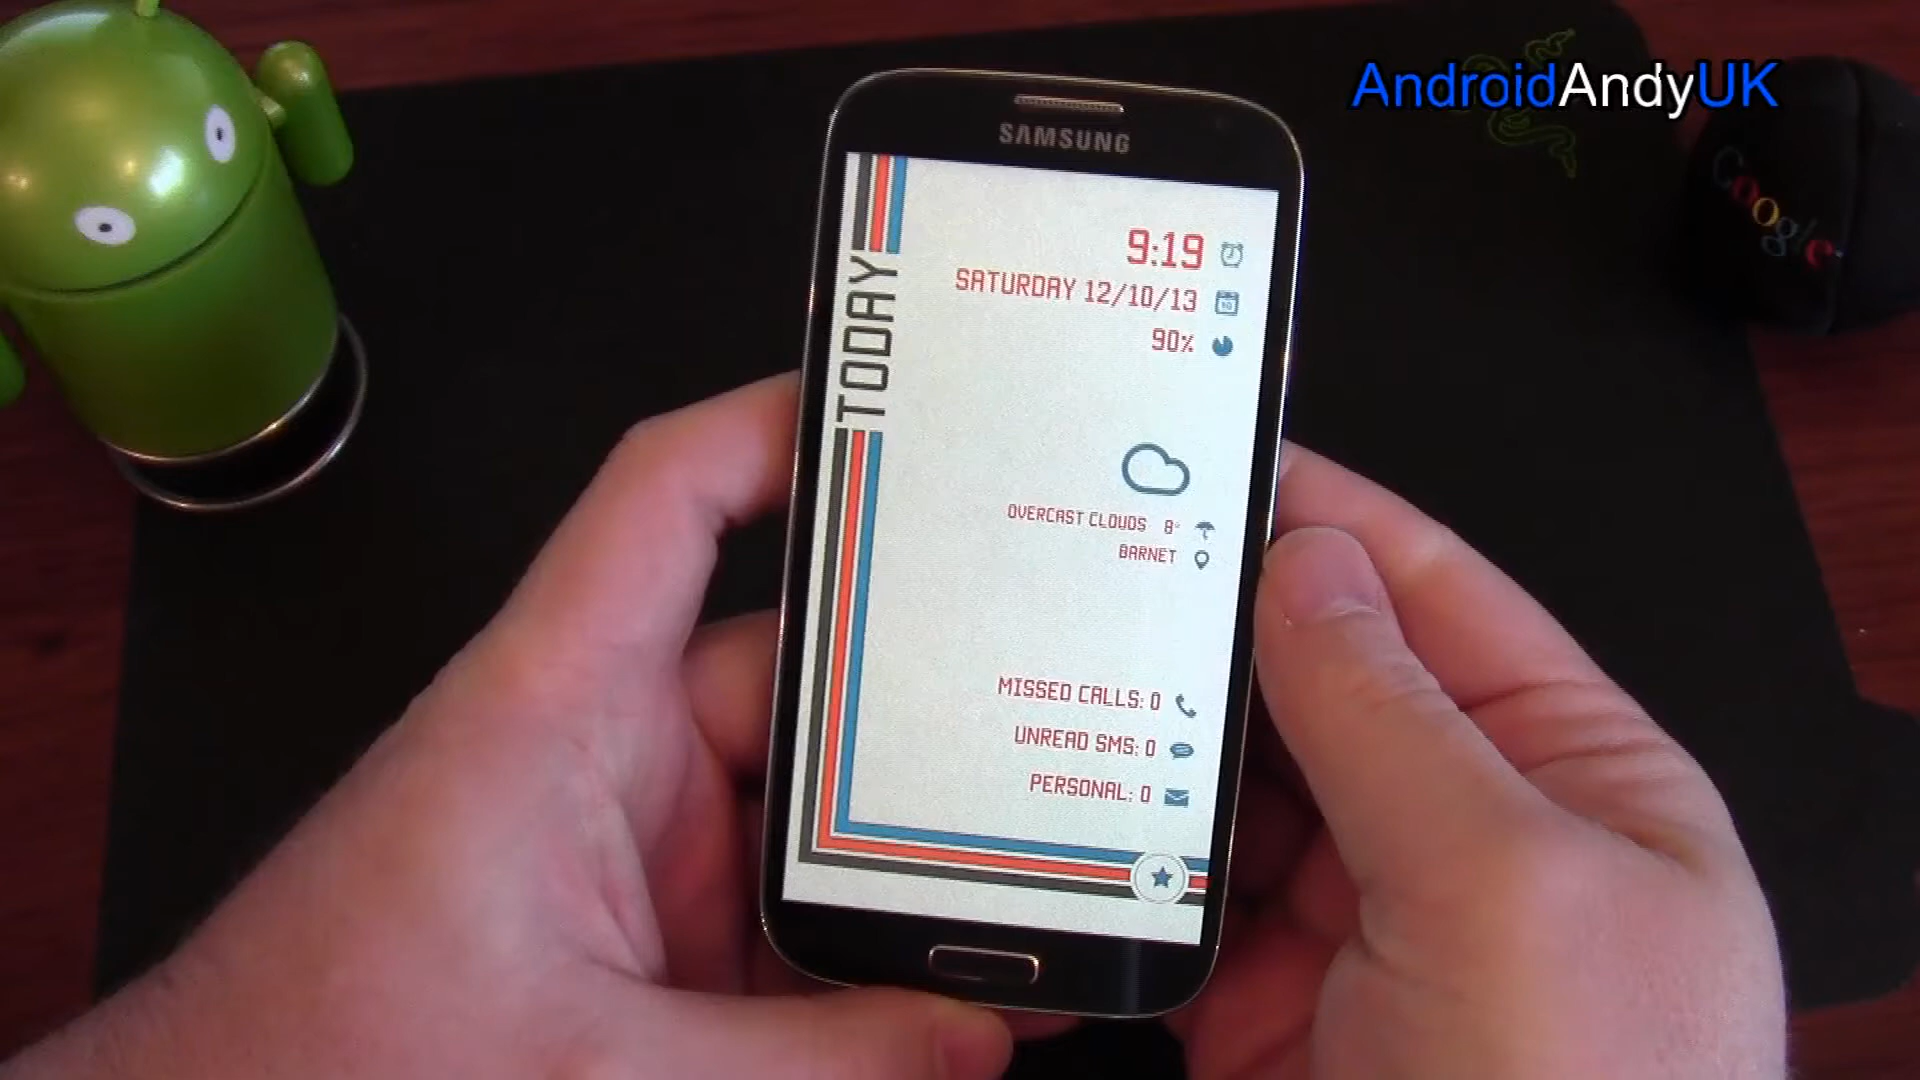 AndroidAndyUK
SAMSUNG
Google
TODAY
9:19
SATURDAY 12/10/13
90%
OVERCAST CLOUDS 8°
BARNET
MISSED CALLS: 0
UNREAD SMS: 0
PERSONAL: 0